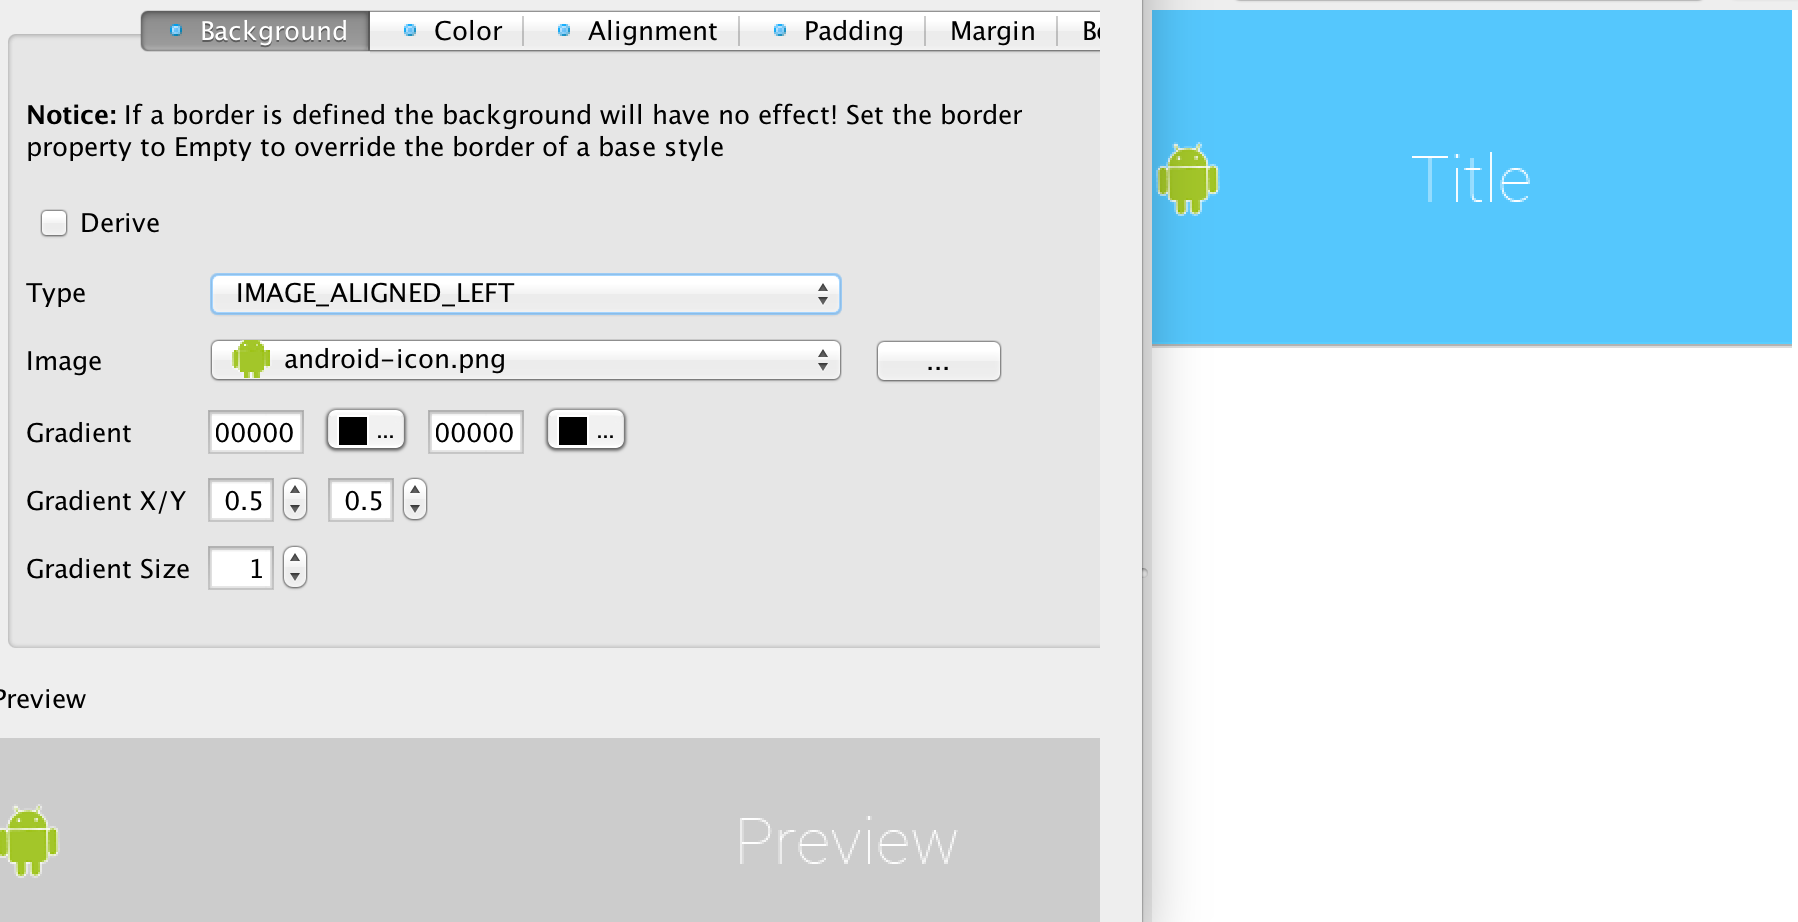 Background Color Alignment Padding Margin
Notice: If a border is defined the background will have no effect! Set the border
property to Empty to override the border of a base style
Derive
Type IMAGE_ALIGNED_LEFT
Image android-icon.png ...
Gradient 00000 ... 00000 ...
Gradient X/Y 0.5 0.5
Gradient Size 1
Preview
Preview
Title